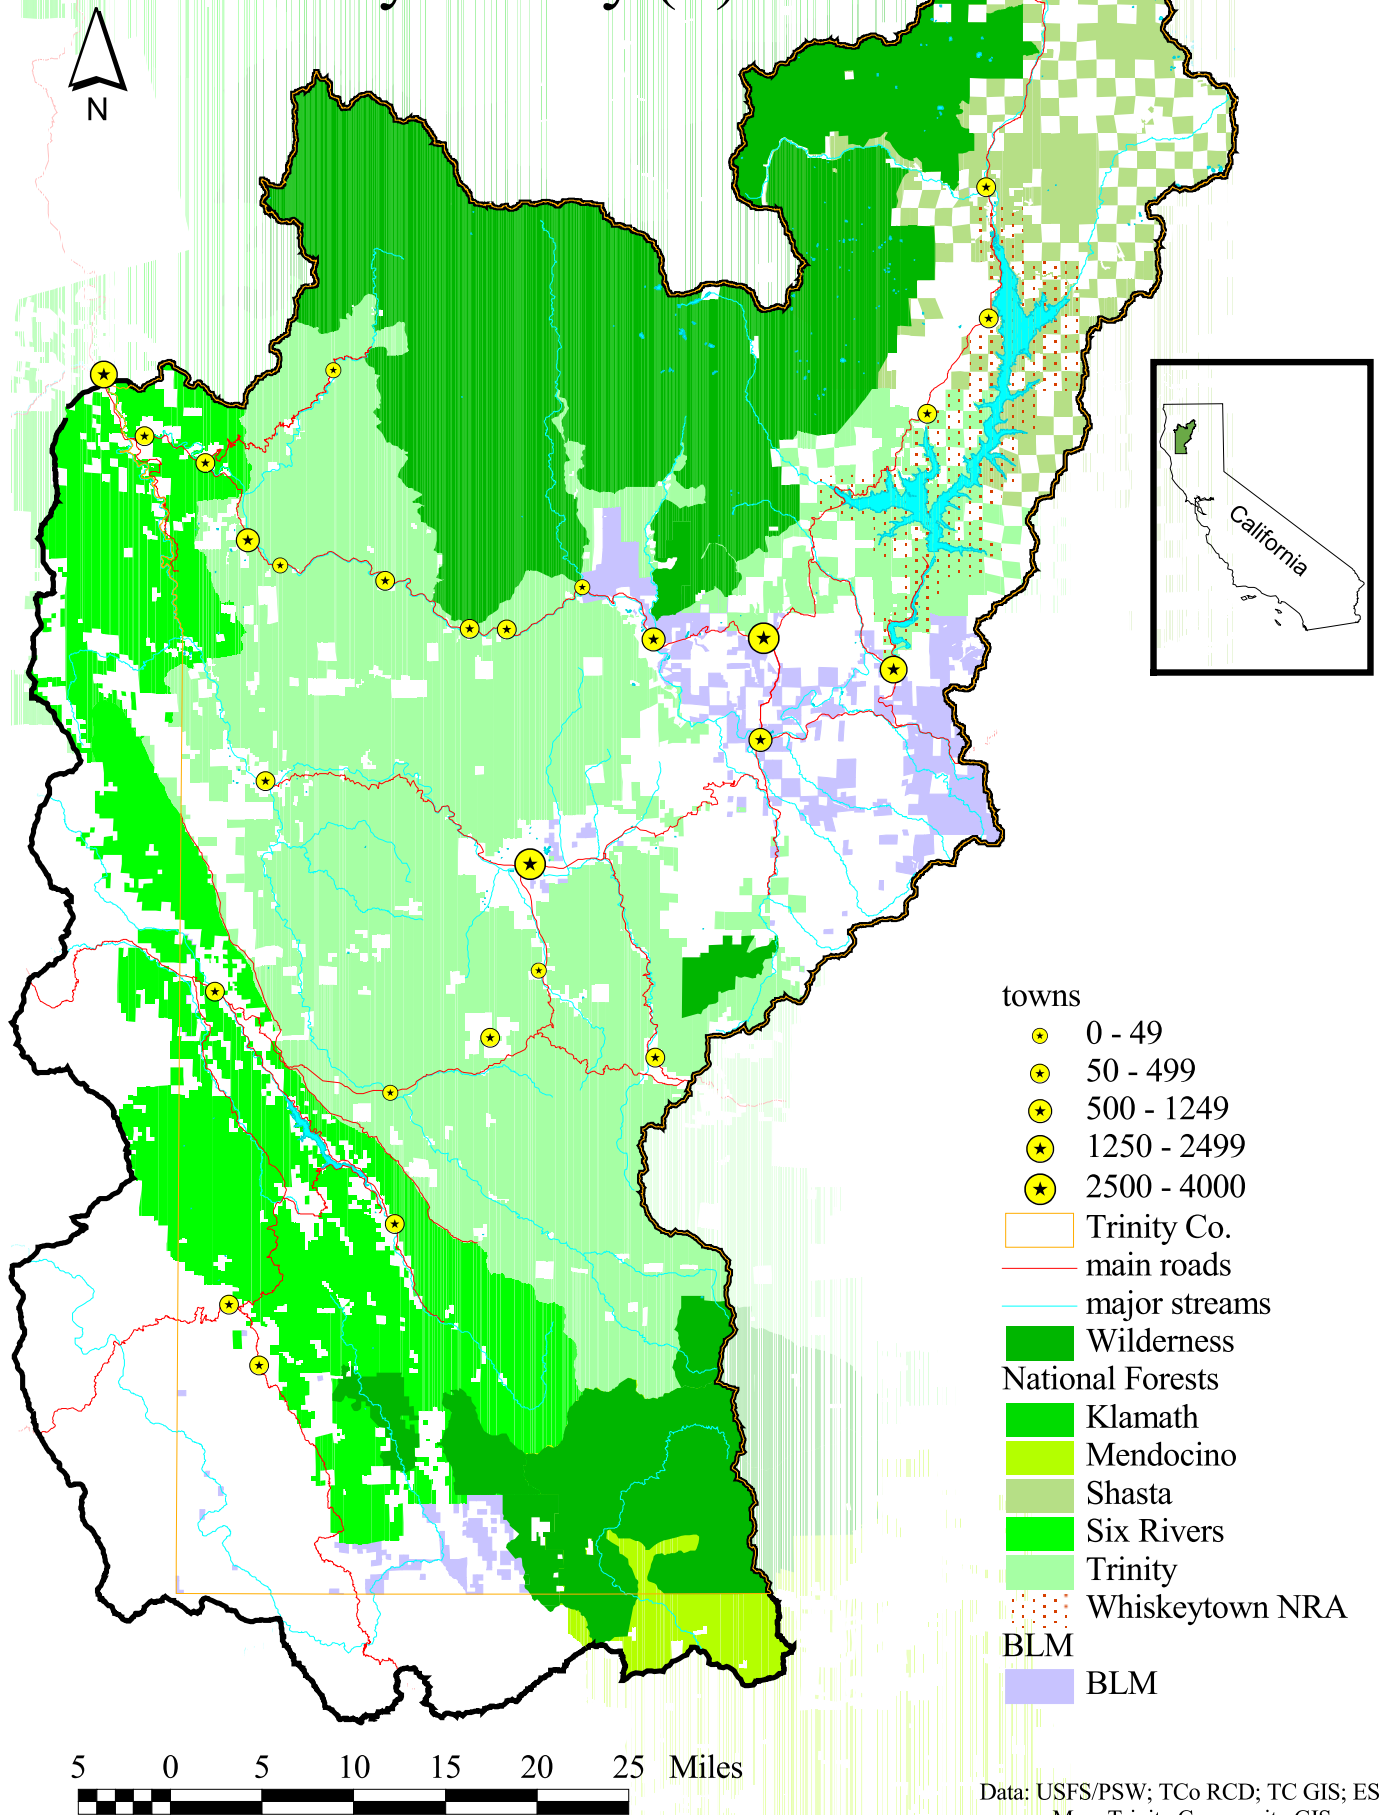 N
California
towns
0 - 49
50 - 499
500 - 1249
1250 - 2499
2500 - 4000
Trinity Co.
main roads
major streams
Wilderness
National Forests
Klamath
Mendocino
Shasta
Six Rivers
Trinity
Whiskeytown NRA
BLM
BLM
5 0 5 10 15 20 25 Miles
Data: USFS/PSW; TCo RCD; TC GIS; ES